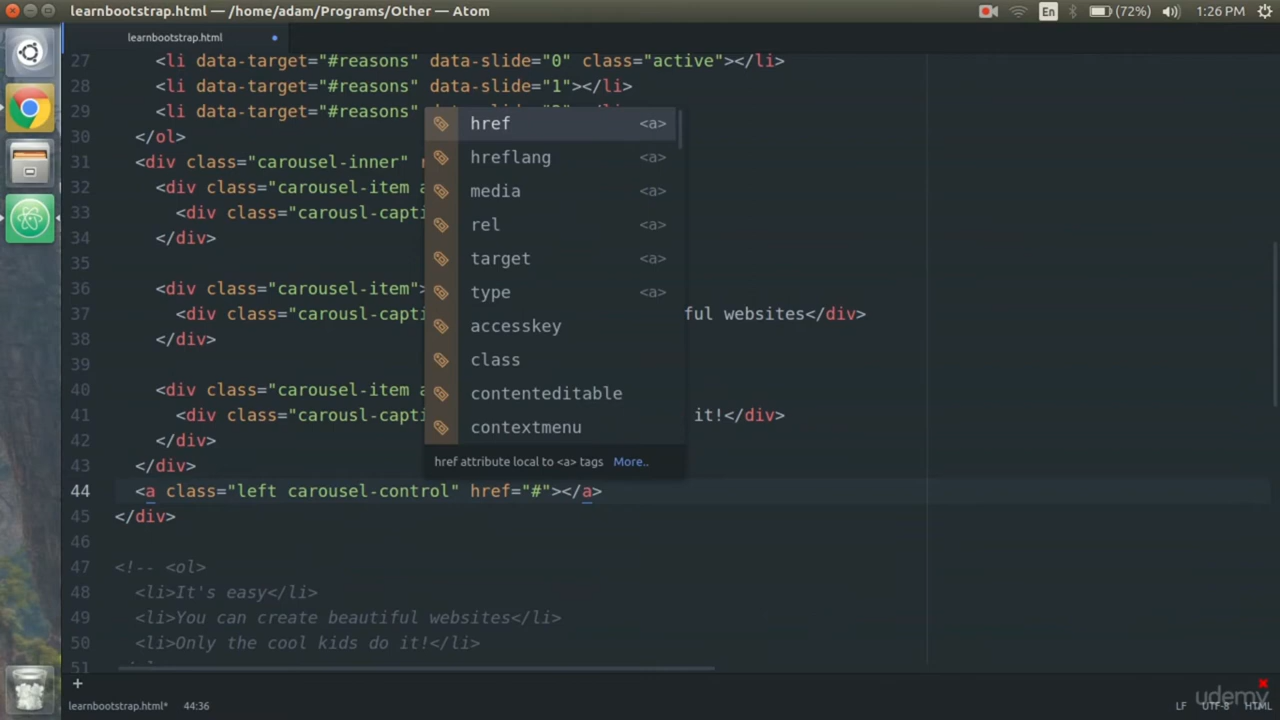 learnbootstrap.html — /home/adam/Programs/Other — Atom
En
(72%)
1:26 PM
learnbootstrap.html
27 <li data-target="#reasons" data-slide="0" class="active"></li>
28 <li data-target="#reasons" data-slide="1"></li>
29 <li data-target="#reasons"
30 </ol>
31 <div class="carousel-inner"
32 <div class="carousel-item a
33 <div class="carousl-capti
34 </div>
35
36 <div class="carousel-item">
37 <div class="carousl-capti ful websites</div>
38 </div>
39
40 <div class="carousel-item a
41 <div class="carousl-capti it!</div>
42 </div>
43 </div>
44 <a class="left carousel-control" href="#"></a>
45 </div>
46
47 <!-- <ol>
48 <li>It's easy</li>
49 <li>You can create beautiful websites</li>
50 <li>Only the cool kids do it!</li>
51
href <a>
hreflang <a>
media <a>
rel <a>
target <a>
type <a>
accesskey
class
contenteditable
contextmenu
href attribute local to <a> tags More..
+
learnbootstrap.html* 44:36
LF UTF-8 HTML
udemy